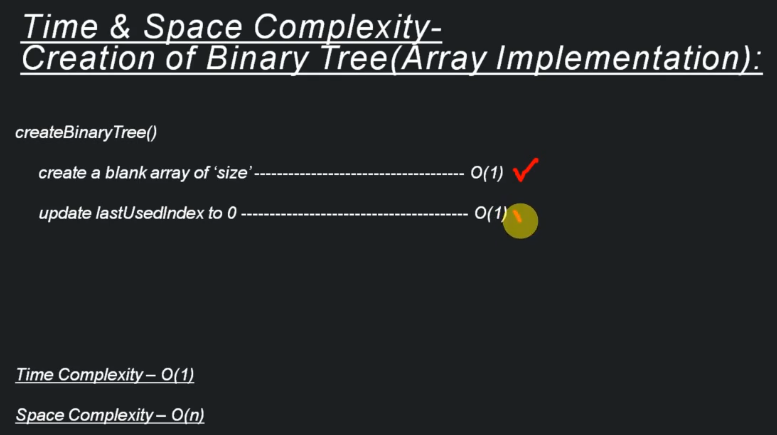 Time & Space Complexity-
Creation of Binary Tree(Array Implementation):
createBinaryTree()
create a blank array of ‘size’ ------------------------------------- O(1)
update lastUsedIndex to 0 ---------------------------------------- O(1)
Time Complexity – O(1)
Space Complexity – O(n)